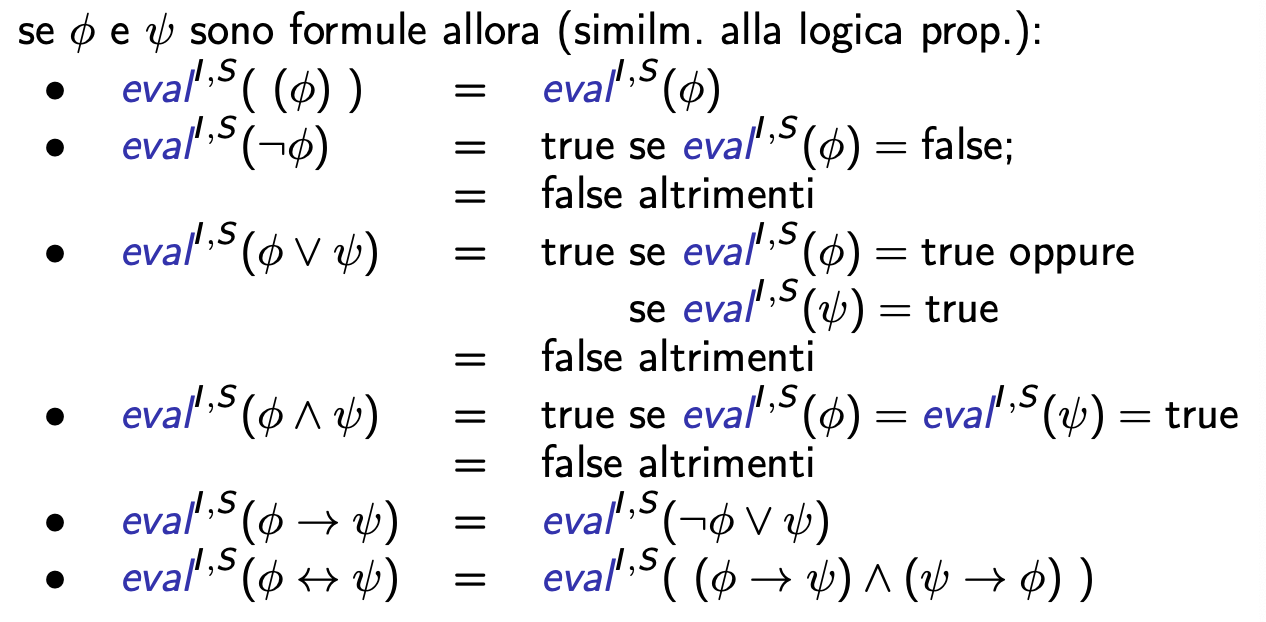 se ϕ e ψ sono formule allora (similm. alla logica prop.):
• eval^I,S( (ϕ) ) = eval^I,S(ϕ)
• eval^I,S(¬ϕ) = true se eval^I,S(ϕ) = false;
= false altrimenti
• eval^I,S(ϕ ∨ ψ) = true se eval^I,S(ϕ) = true oppure
se eval^I,S(ψ) = true
= false altrimenti
• eval^I,S(ϕ ∧ ψ) = true se eval^I,S(ϕ) = eval^I,S(ψ) = true
= false altrimenti
• eval^I,S(ϕ → ψ) = eval^I,S(¬ϕ ∨ ψ)
• eval^I,S(ϕ ↔ ψ) = eval^I,S( (ϕ → ψ) ∧ (ψ → ϕ) )